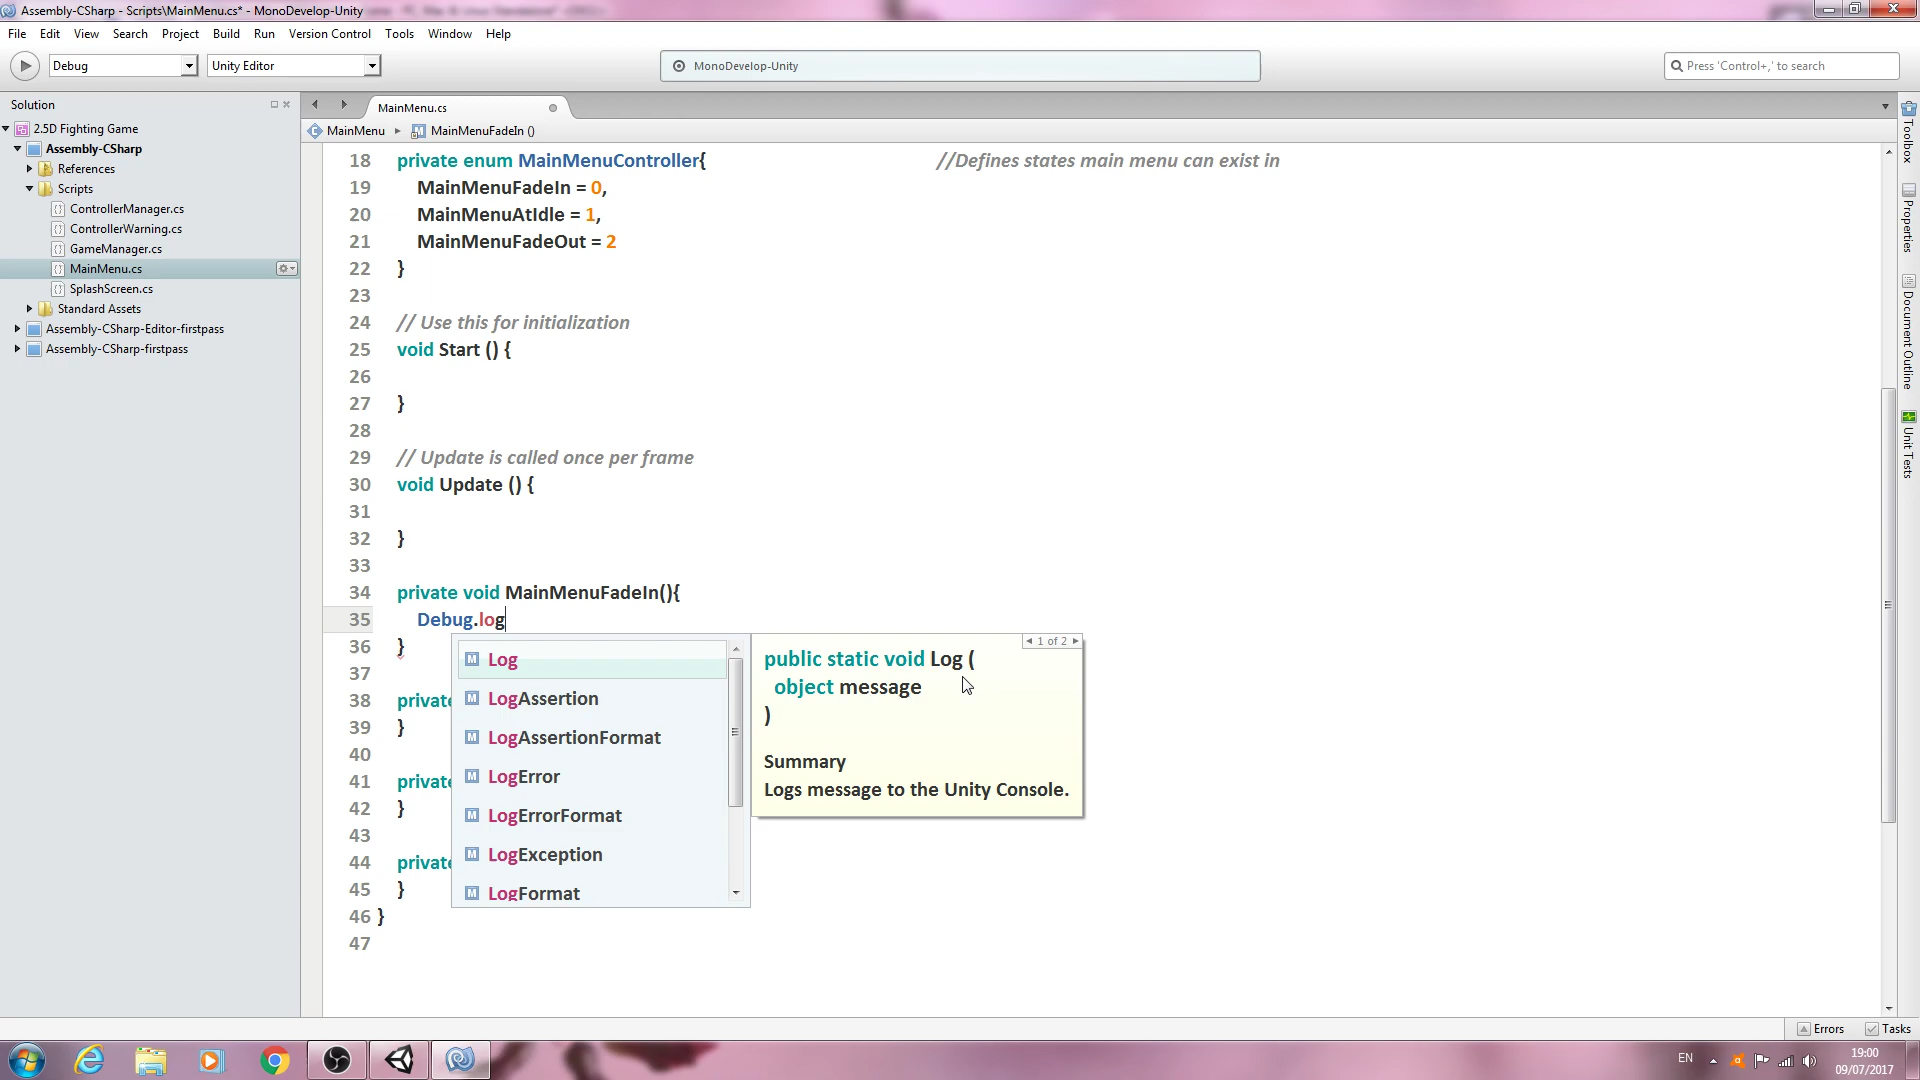 Assembly-CSharp - Scripts\MainMenu.cs* - MonoDevelop-Unity
File Edit View Search Project Build Run Version Control Tools Window Help
Debug Unity Editor MonoDevelop-Unity Press 'Control+,' to search
Solution
2.5D Fighting Game
Assembly-CSharp
References
Scripts
ControllerManager.cs
ControllerWarning.cs
GameManager.cs
MainMenu.cs
SplashScreen.cs
Standard Assets
Assembly-CSharp-Editor-firstpass
Assembly-CSharp-firstpass
MainMenu.cs
MainMenu MainMenuFadeIn ()
18 private enum MainMenuController{ //Defines states main menu can exist in
19 MainMenuFadeIn = 0,
20 MainMenuAtIdle = 1,
21 MainMenuFadeOut = 2
22 }
23
24 // Use this for initialization
25 void Start () {
26
27 }
28
29 // Update is called once per frame
30 void Update () {
31
32 }
33
34 private void MainMenuFadeIn(){
35 Debug.log
36 }
37
38 private
39 }
40
41 private
42 }
43
44 private
45 }
46 }
47
Log
LogAssertion
LogAssertionFormat
LogError
LogErrorFormat
LogException
LogFormat
1 of 2
public static void Log (
object message
)
Summary
Logs message to the Unity Console.
Toolbox
Properties
Document Outline
Unit Tests
Errors Tasks
EN
19:00
09/07/2017